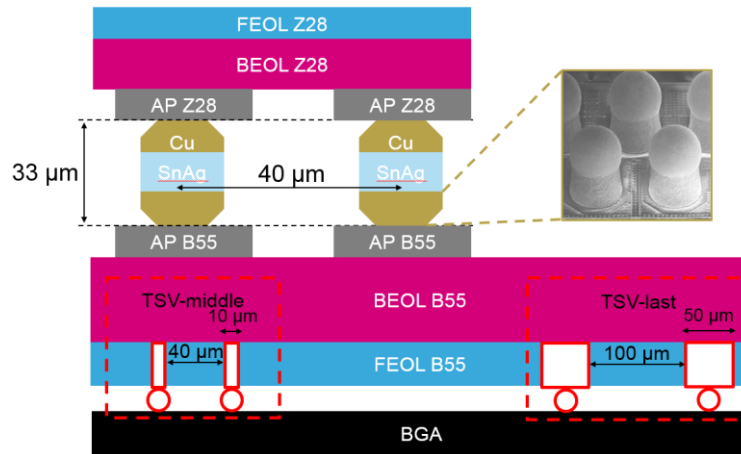 FEOL Z28
BEOL Z28
AP Z28
AP Z28
Cu
Cu
33 µm
SnAg
40 µm
SnAg
AP B55
AP B55
TSV-middle
BEOL B55
TSV-last
10 µm
50 µm
40 µm
FEOL B55
100 µm
BGA